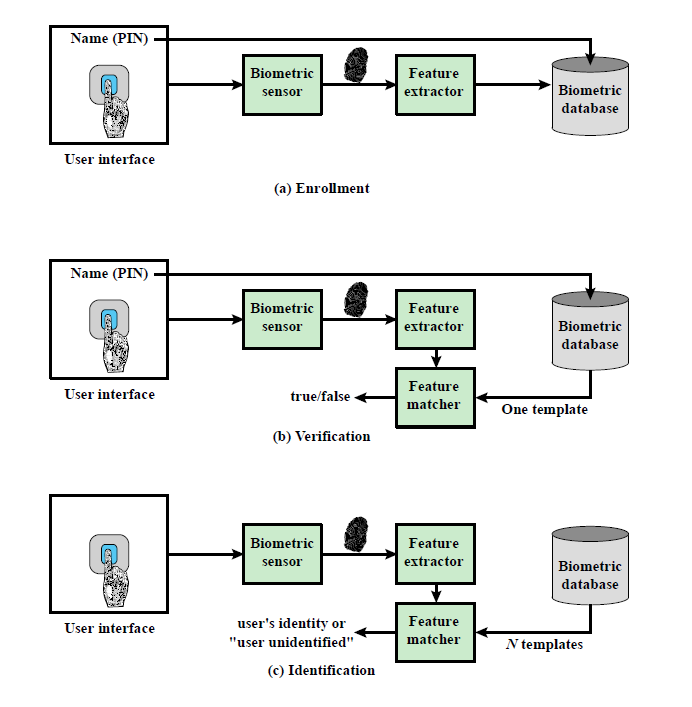 Name (PIN)
Biometric
sensor
Feature
extractor
Biometric
database
User interface
(a) Enrollment
Name (PIN)
Biometric
sensor
Feature
extractor
Biometric
database
Feature
matcher
true/false
One template
User interface
(b) Verification
Biometric
sensor
Feature
extractor
Biometric
database
Feature
matcher
user's identity or
"user unidentified"
N templates
User interface
(c) Identification